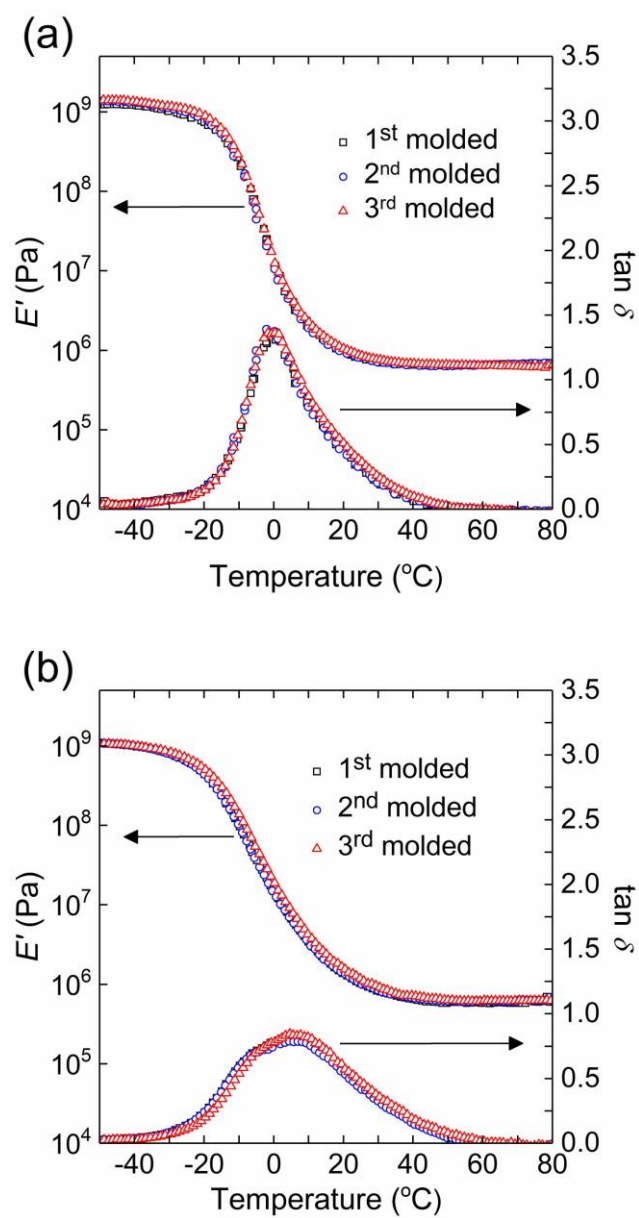 (a)
10⁹
10⁸
10⁷
10⁶
10⁵
10⁴
E' (Pa)
1st molded
2nd molded
3rd molded
3.5
3.0
2.5
2.0
1.5
1.0
0.5
0.0
tan δ
-40 -20 0 20 40 60 80
Temperature (°C)
(b)
10⁹
10⁸
10⁷
10⁶
10⁵
10⁴
E' (Pa)
1st molded
2nd molded
3rd molded
3.5
3.0
2.5
2.0
1.5
1.0
0.5
0.0
tan δ
-40 -20 0 20 40 60 80
Temperature (°C)